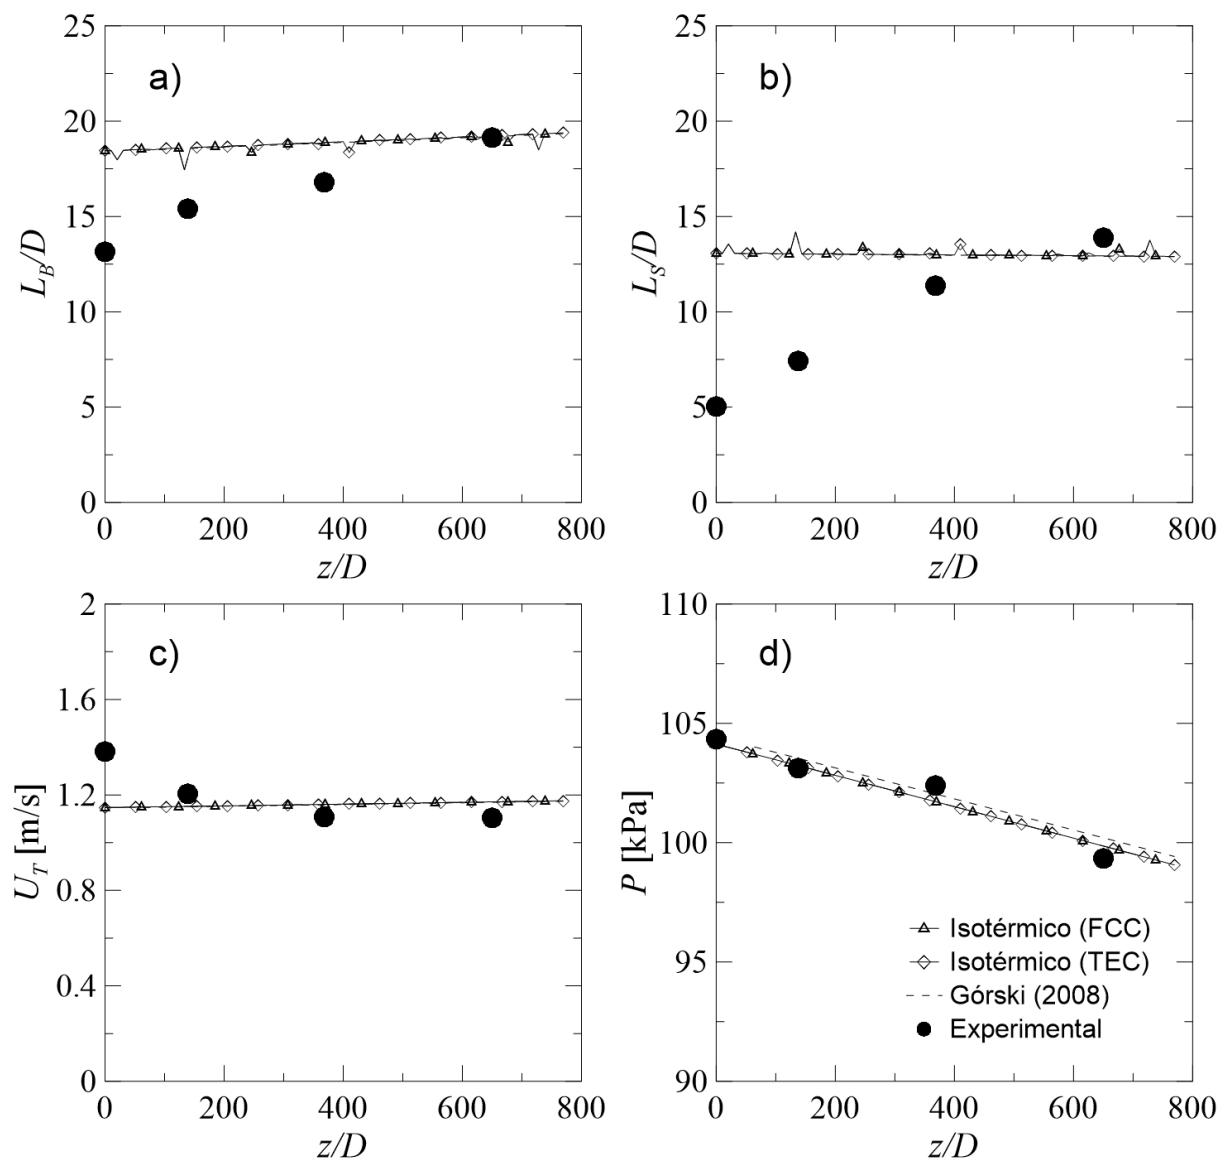 25
20
15
10
5
0
a)
L_B/D
0 200 400 600 800
z/D
25
20
15
10
5
0
b)
L_S/D
0 200 400 600 800
z/D
2
1.6
1.2
0.8
0.4
0
c)
U_T [m/s]
0 200 400 600 800
z/D
110
105
100
95
90
d)
P [kPa]
Isotérmico (FCC)
Isotérmico (TEC)
Górski (2008)
Experimental
0 200 400 600 800
z/D